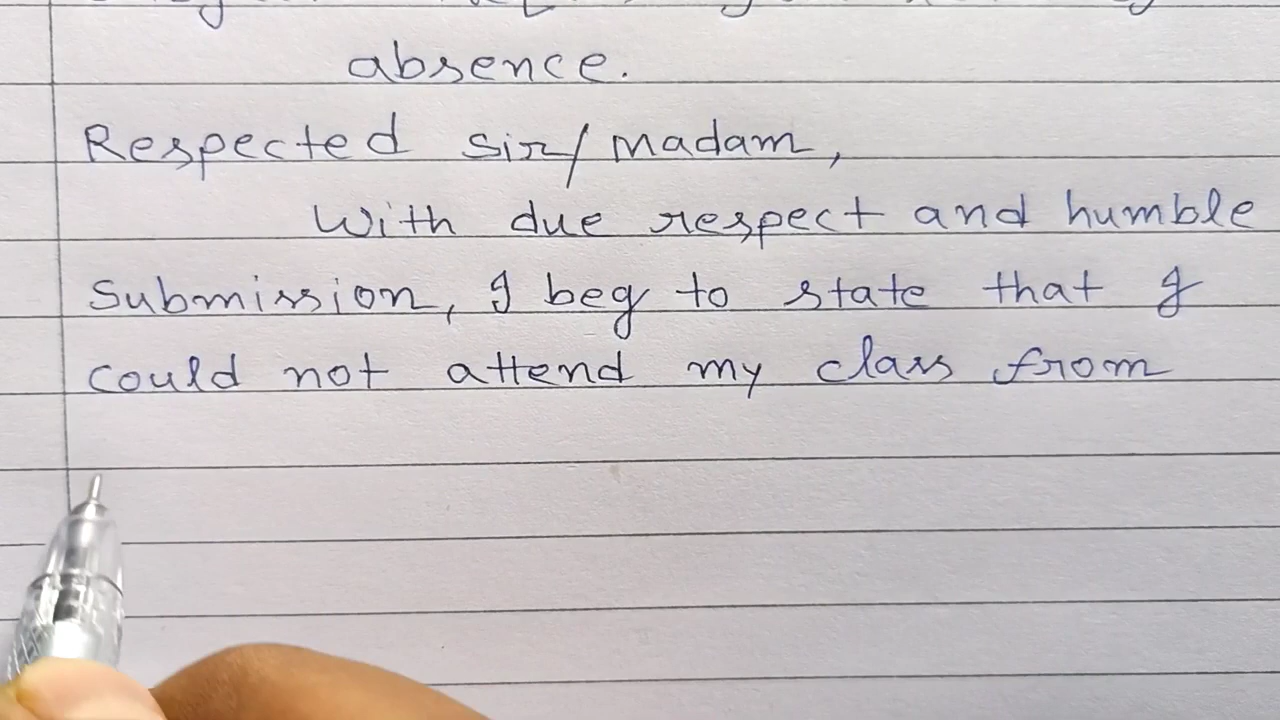 absence.
Respected Sir/Madam,
With due respect and humble
Submission, I beg to state that I
could not attend my class from